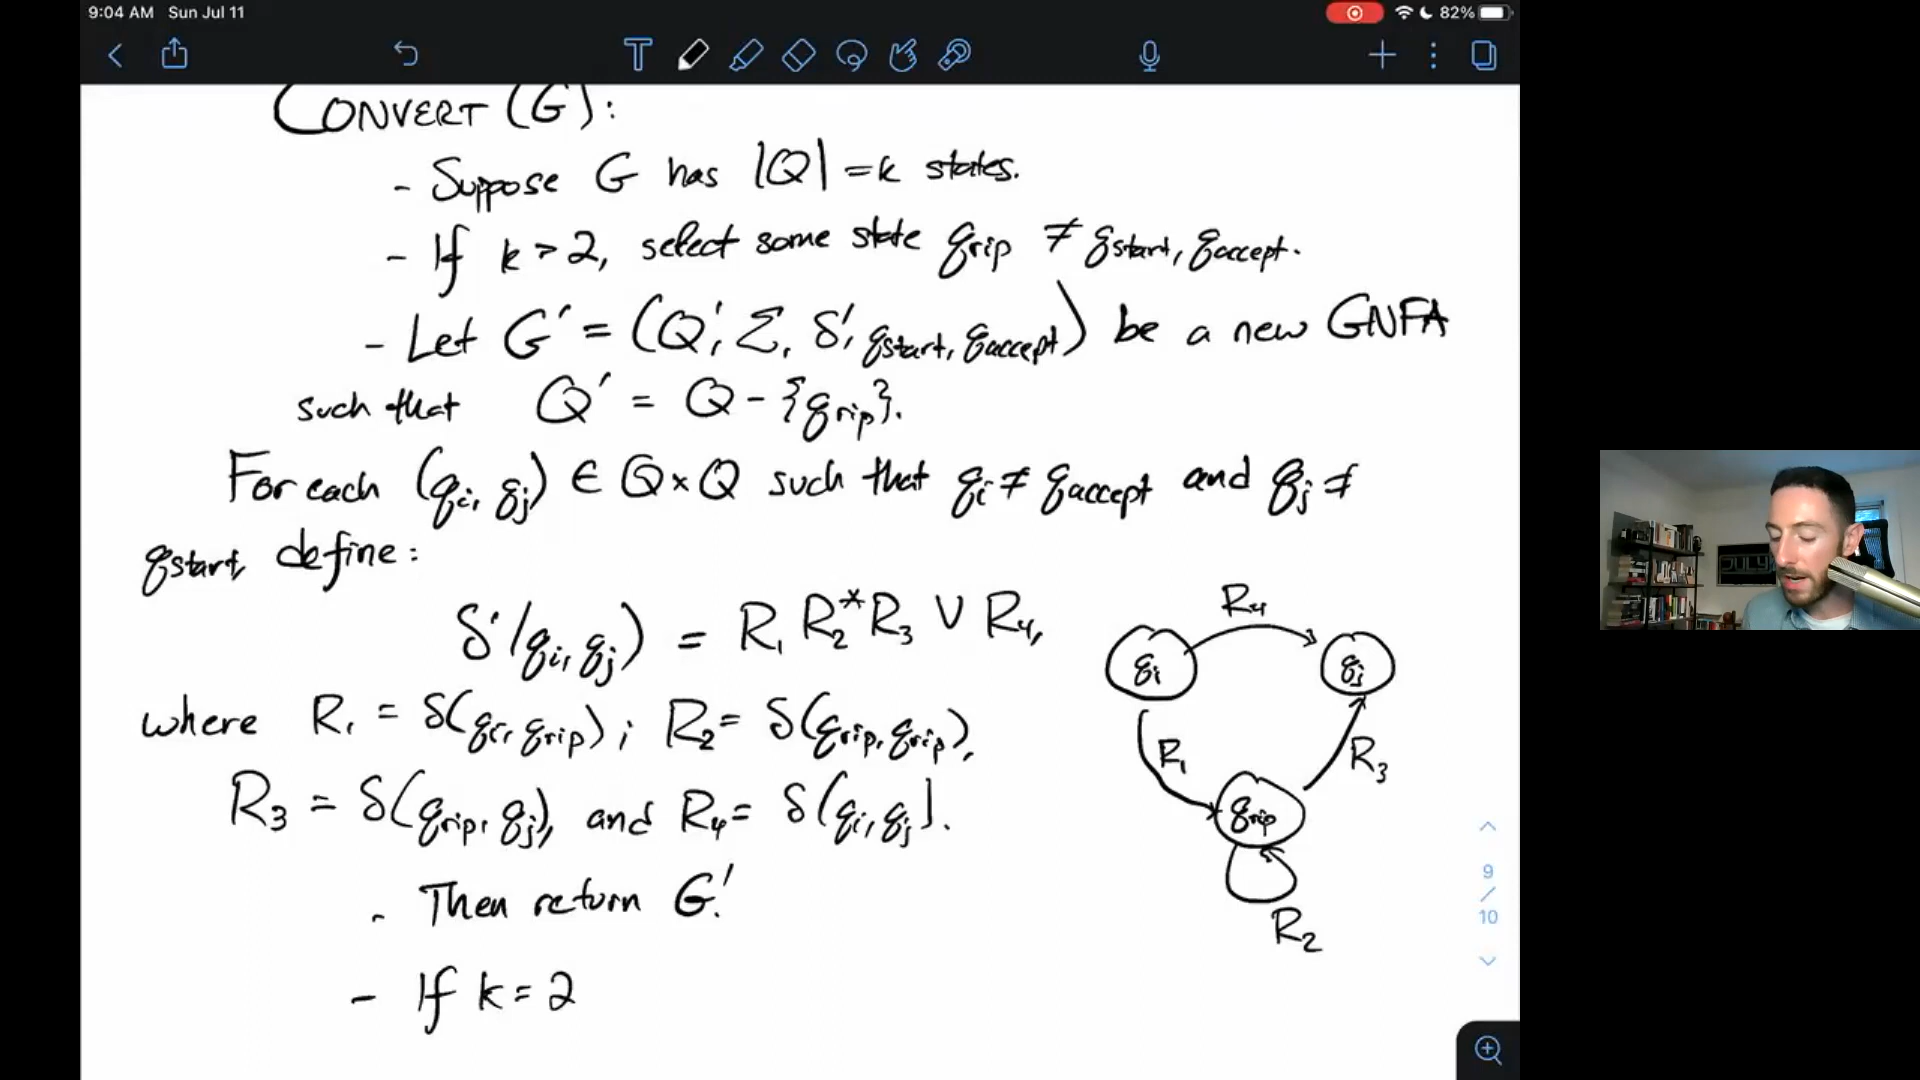 9:04 AM Sun Jul 11
82%
CONVERT (G):
- Suppose G has |Q| = k states.
- If k > 2, select some state qrip ≠ qstart, qaccept.
- Let G' = (Q', Σ, δ', qstart, qaccept) be a new GNFA
such that Q' = Q - {qrip}.
For each (qi, qj) ∈ Q × Q such that qi ≠ qaccept and qj ≠
qstart, define:
δ'(qi, qj) = R1 R2* R3 ∪ R4,
where R1 = δ(qi, qrip); R2 = δ(qrip, qrip),
R3 = δ(qrip, qj), and R4 = δ(qi, qj).
- Then return G'.
- If k = 2
R4
qi
qj
R1
R3
qrip
R2
9
/
10